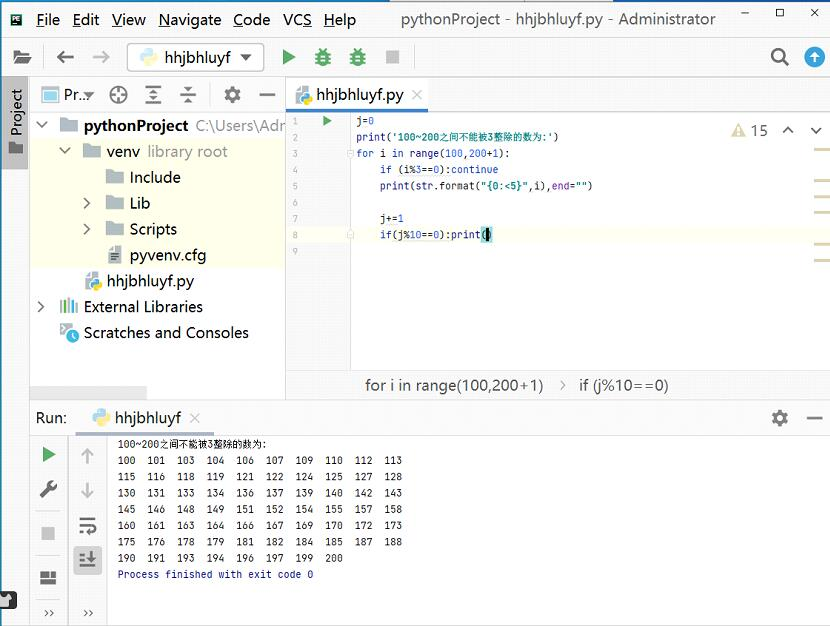 File Edit View Navigate Code VCS Help pythonProject - hhjbhluyf.py - Administrator
hhjbhluyf
Project
Pr..
pythonProject C:\Users\Adr
venv library root
Include
Lib
Scripts
pyvenv.cfg
hhjbhluyf.py
External Libraries
Scratches and Consoles
hhjbhluyf.py
15
1 j=0
2 print('100~200之间不能被3整除的数为:')
3 for i in range(100,200+1):
4 if (i%3==0):continue
5 print(str.format("{0:<5}",i),end="")
6
7 j+=1
8 if(j%10==0):print()
9
for i in range(100,200+1) > if (j%10==0)
Run: hhjbhluyf
100~200之间不能被3整除的数为:
100 101 103 104 106 107 109 110 112 113
115 116 118 119 121 122 124 125 127 128
130 131 133 134 136 137 139 140 142 143
145 146 148 149 151 152 154 155 157 158
160 161 163 164 166 167 169 170 172 173
175 176 178 179 181 182 184 185 187 188
190 191 193 194 196 197 199 200
Process finished with exit code 0